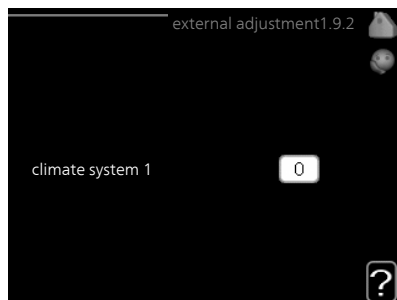 external adjustment1.9.2
climate system 1
0
?